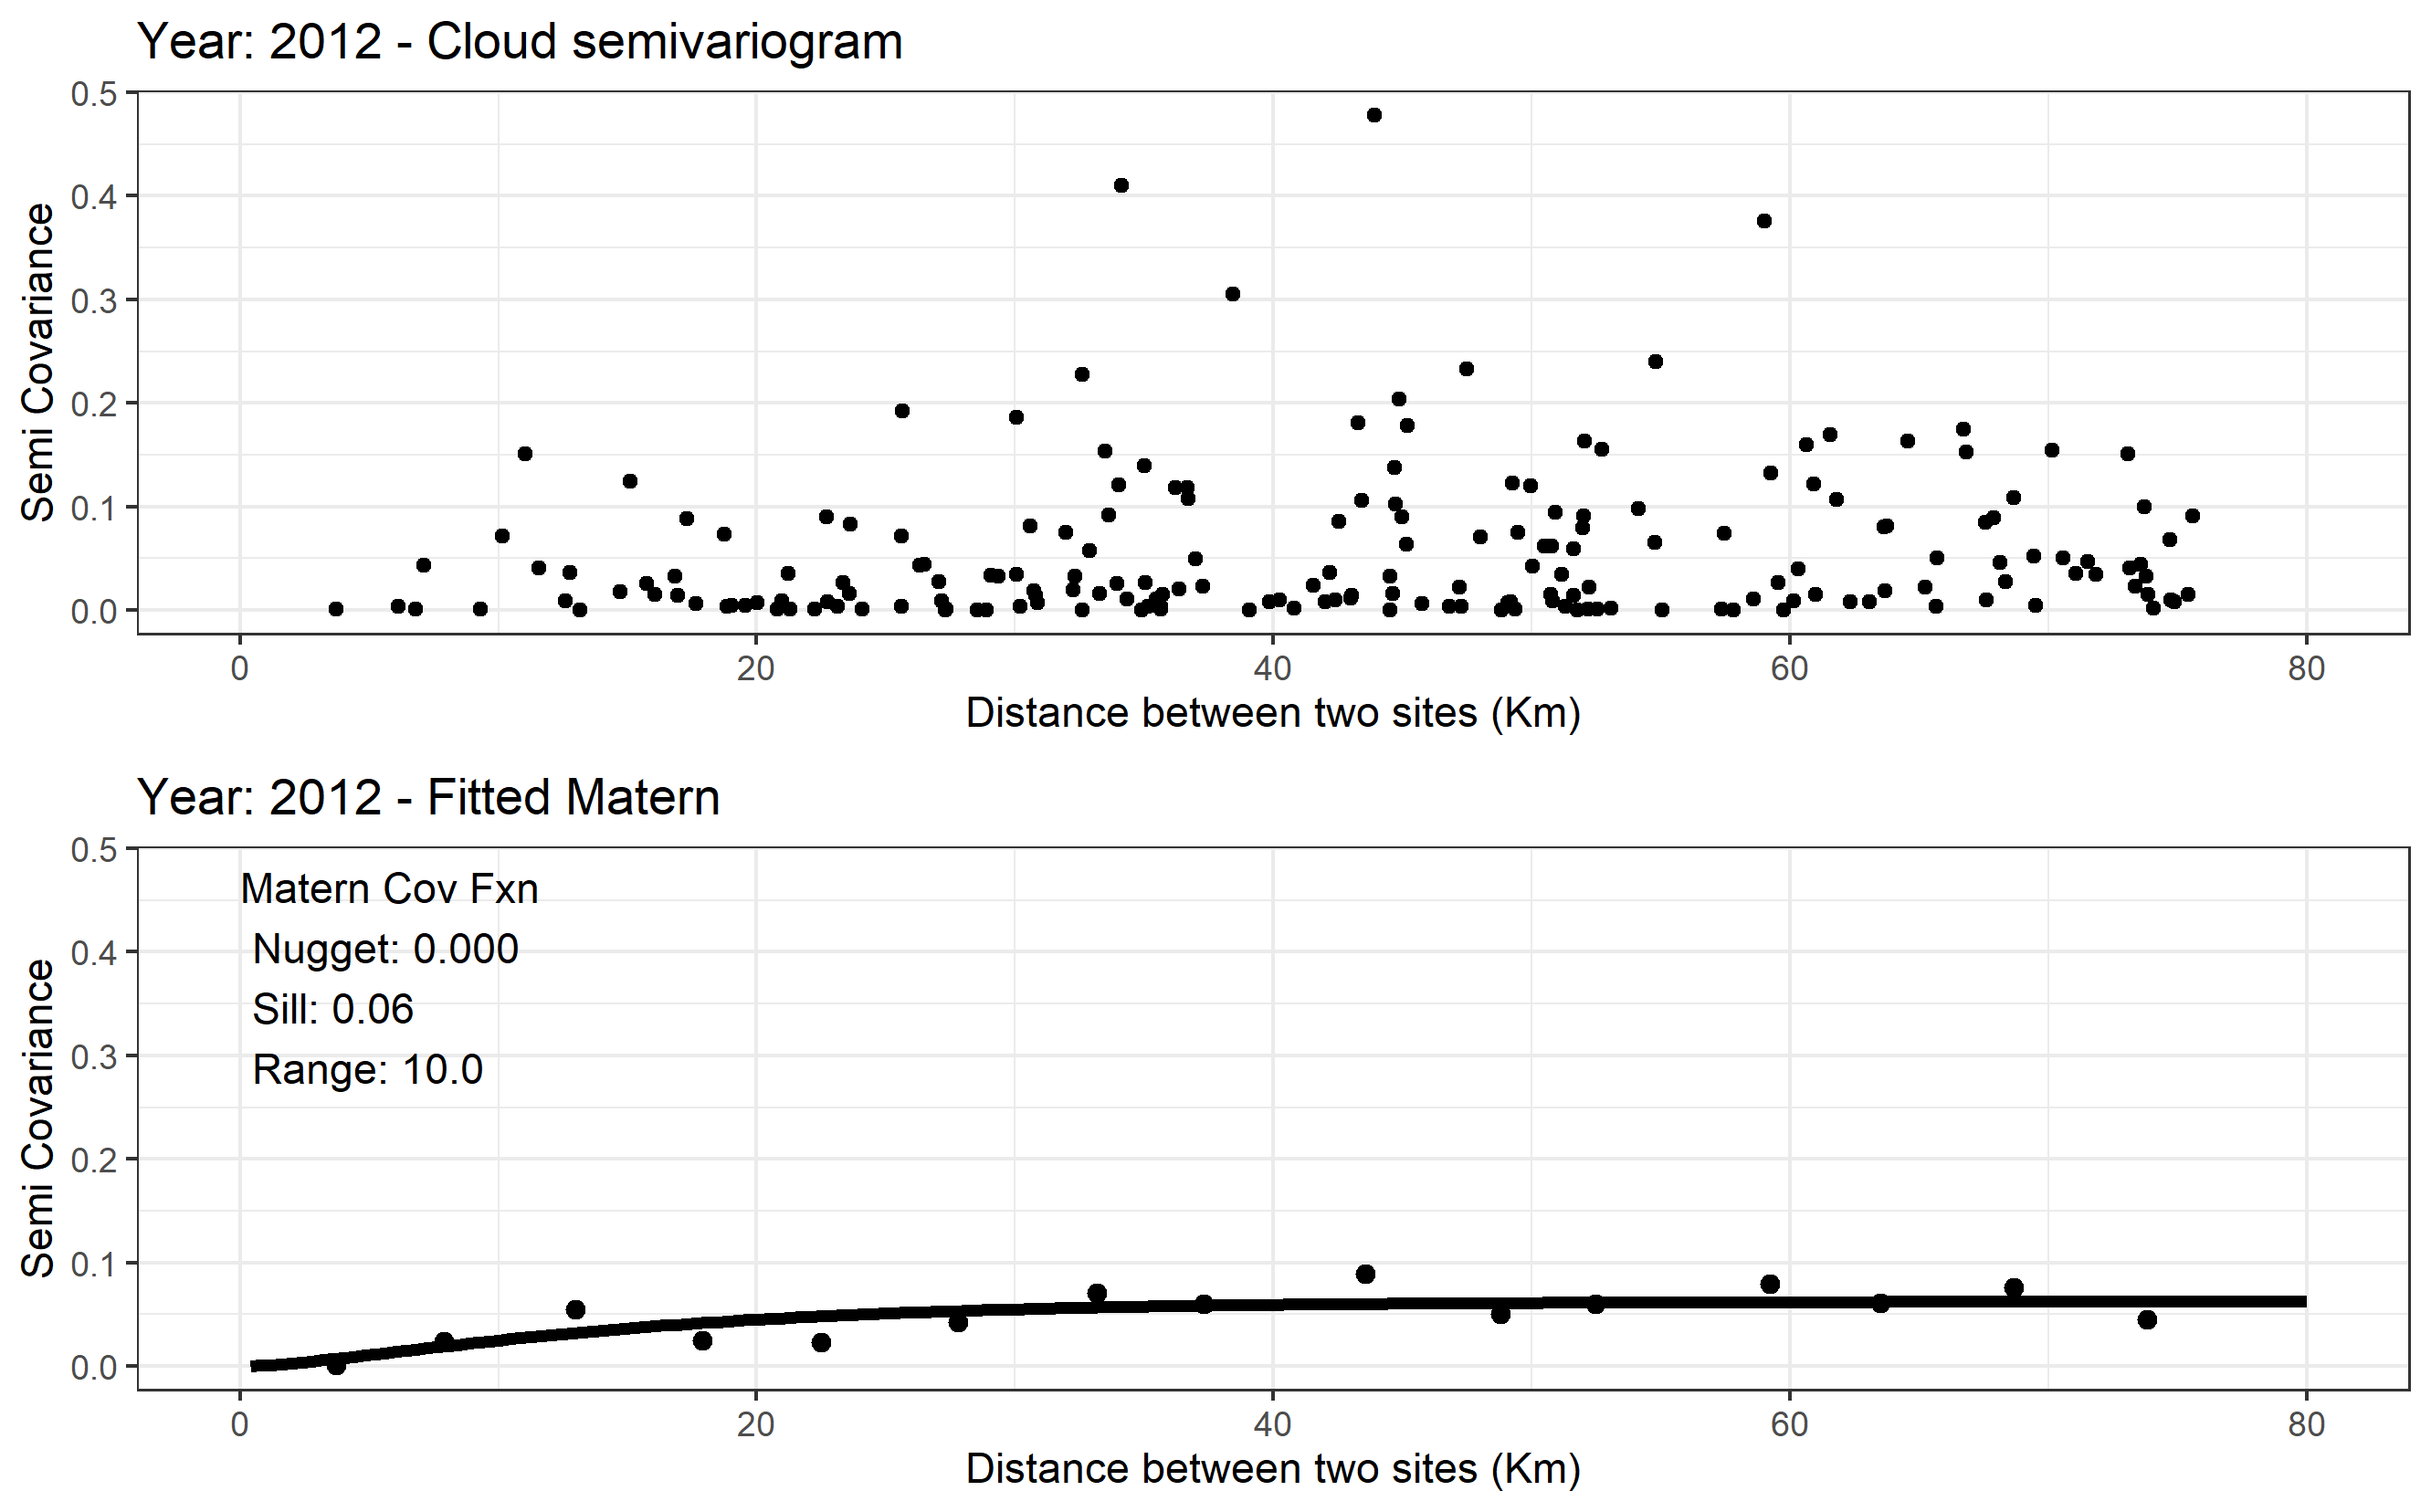 Year: 2012 - Cloud semivariogram
0.5
0.4
0.3
0.2
0.1
0.0
Semi Covariance
0 20 40 60 80
Distance between two sites (Km)
Year: 2012 - Fitted Matern
0.5
0.4
0.3
0.2
0.1
0.0
Semi Covariance
Matern Cov Fxn
Nugget: 0.000
Sill: 0.06
Range: 10.0
0 20 40 60 80
Distance between two sites (Km)